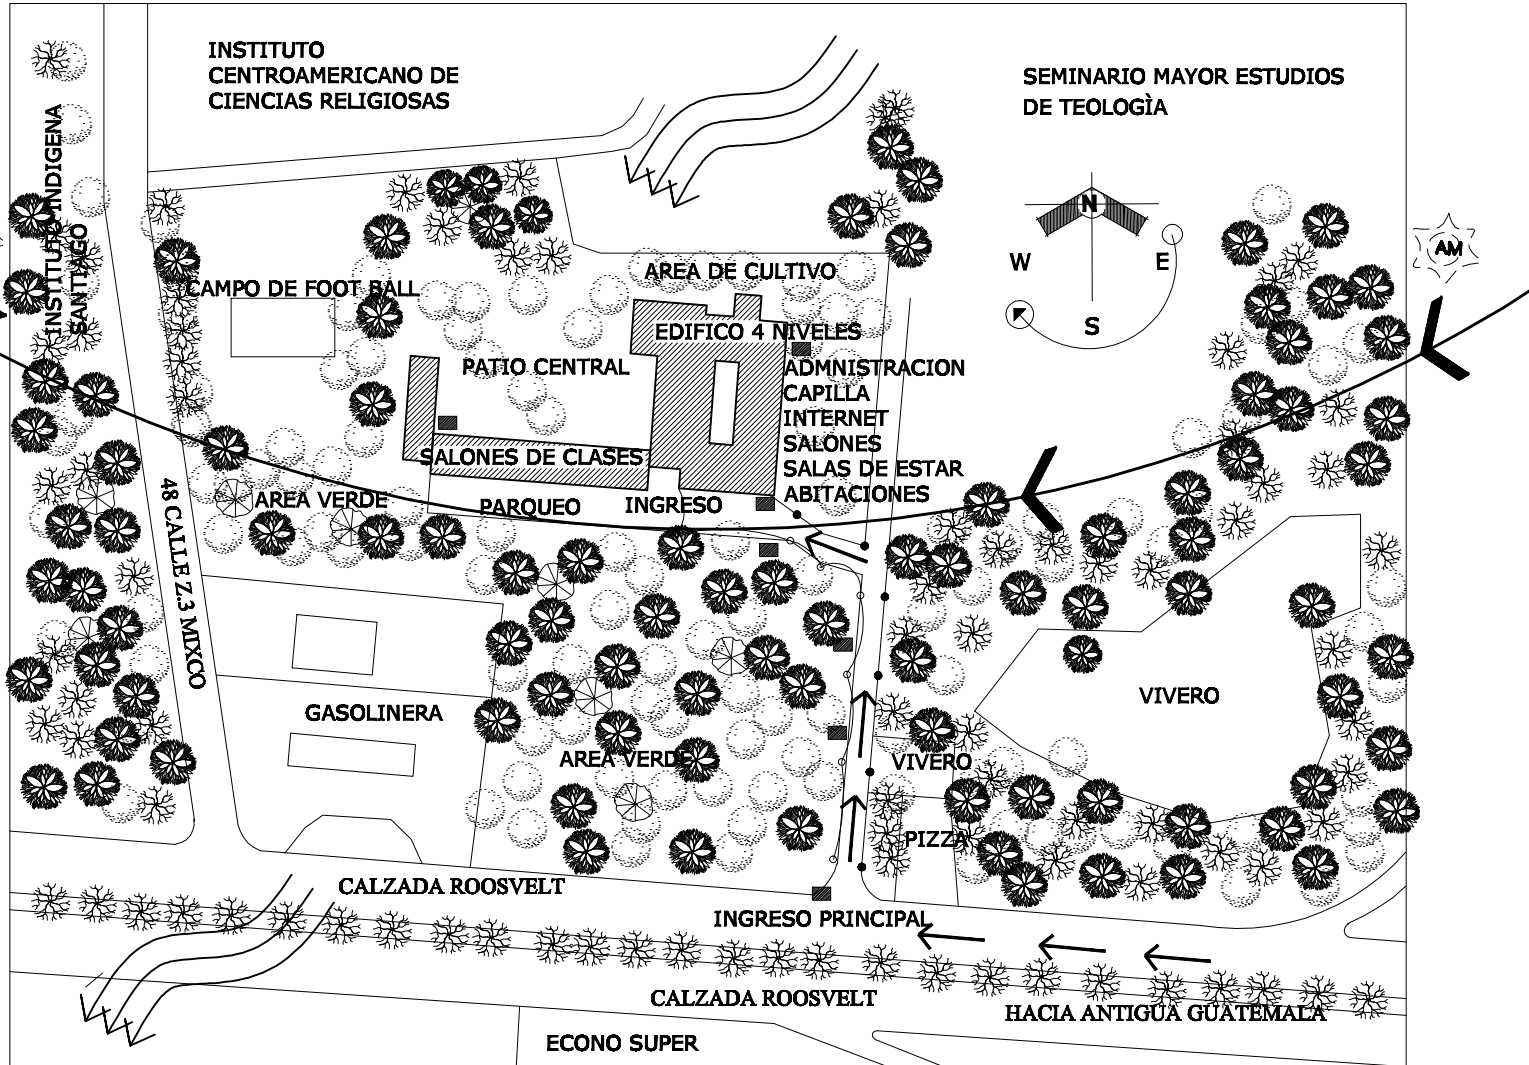 INSTITUTO
CENTROAMERICANO DE
CIENCIAS RELIGIOSAS
SEMINARIO MAYOR ESTUDIOS
DE TEOLOGÌA
INSTITUTO INDIGENA
SANTIAGO
N
W
E
S
AM
AREA DE CULTIVO
CAMPO DE FOOT BALL
EDIFICO 4 NIVELES
PATIO CENTRAL
ADMNISTRACION
CAPILLA
INTERNET
SALONES
SALAS DE ESTAR
ABITACIONES
SALONES DE CLASES
AREA VERDE
PARQUEO
INGRESO
48 CALLE Z.3 MIXCO
VIVERO
GASOLINERA
AREA VERDE
VIVERO
PIZZA
CALZADA ROOSVELT
INGRESO PRINCIPAL
CALZADA ROOSVELT
HACIA ANTIGUA GUATEMALA
ECONO SUPER